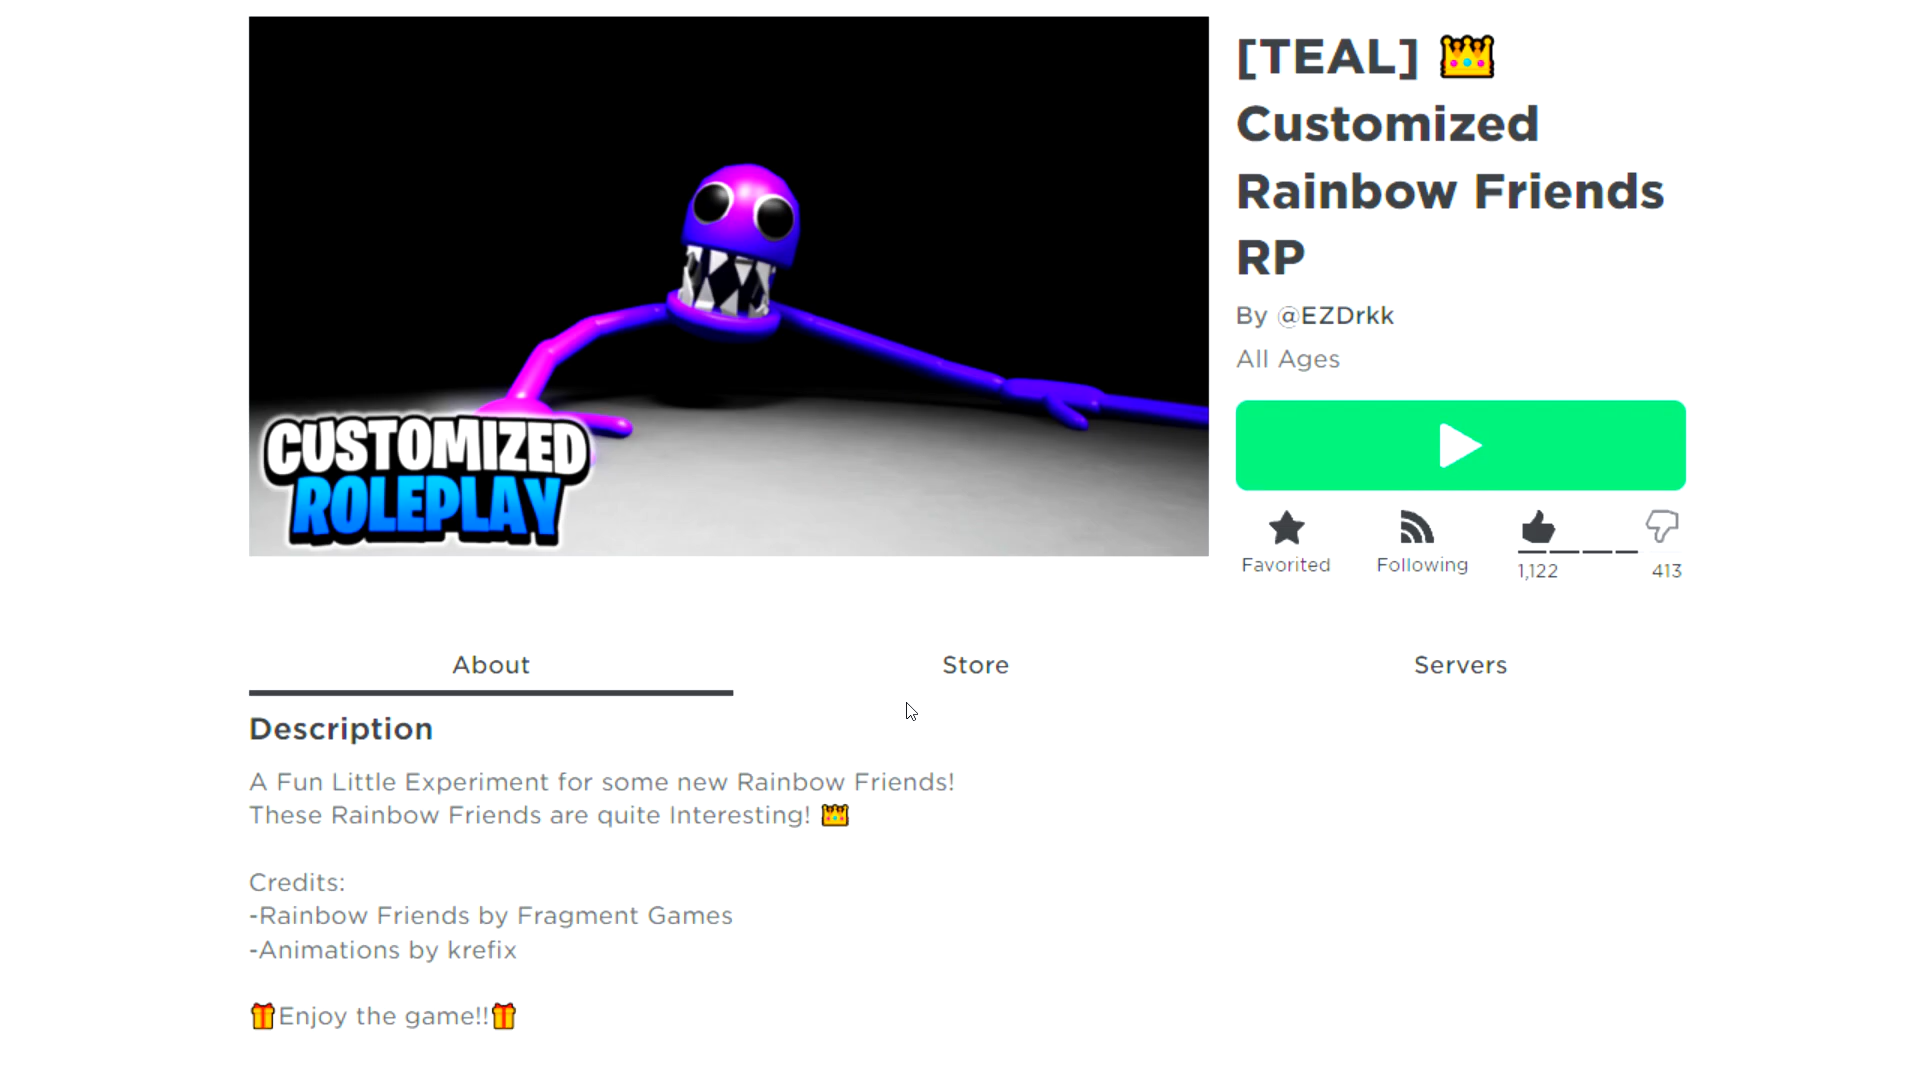 [TEAL] 👑
Customized
Rainbow Friends
RP
By @EZDrkk
All Ages
Favorited
Following
1,122
413
CUSTOMIZED
ROLEPLAY
About
Store
Servers
Description
A Fun Little Experiment for some new Rainbow Friends!
These Rainbow Friends are quite Interesting! 👑
Credits:
-Rainbow Friends by Fragment Games
-Animations by krefix
🎁Enjoy the game!!🎁